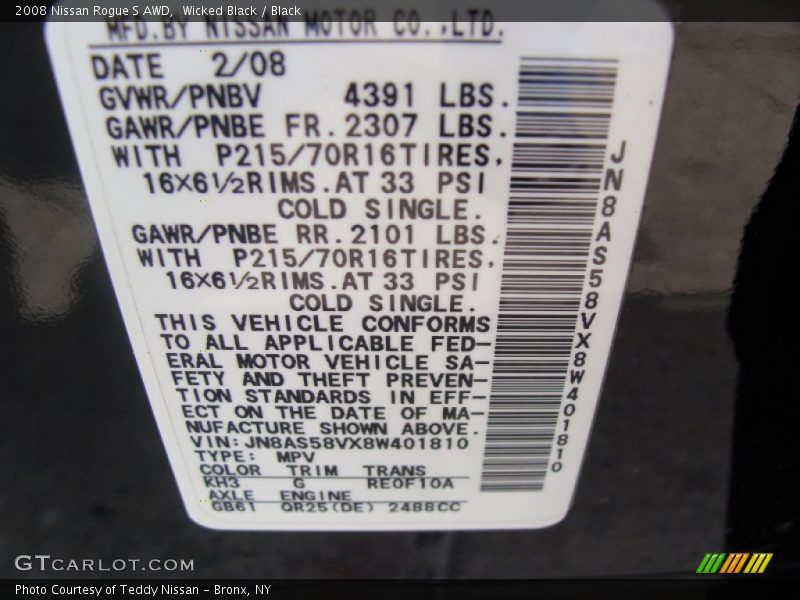 2008 Nissan Rogue S AWD, Wicked Black / Black
MFD.BY NISSAN MOTOR CO.,LTD.
DATE 2/08
GVWR/PNBV 4391 LBS.
GAWR/PNBE FR.2307 LBS.
WITH P215/70R16TIRES,
16×6½RIMS.AT 33 PSI
COLD SINGLE.
GAWR/PNBE RR.2101 LBS.
WITH P215/70R16TIRES,
16×6½RIMS.AT 33 PSI
COLD SINGLE.
THIS VEHICLE CONFORMS
TO ALL APPLICABLE FED-
ERAL MOTOR VEHICLE SA-
FETY AND THEFT PREVEN-
TION STANDARDS IN EFF-
ECT ON THE DATE OF MA-
NUFACTURE SHOWN ABOVE.
VIN:JN8AS58VX8W401810
TYPE: MPV
COLOR TRIM TRANS
KH3 G RE0F10A
AXLE ENGINE
GB61 QR25(DE) 2488CC
JN8AS58VX8W401810
GTCARLOT.COM
Photo Courtesy of Teddy Nissan - Bronx, NY